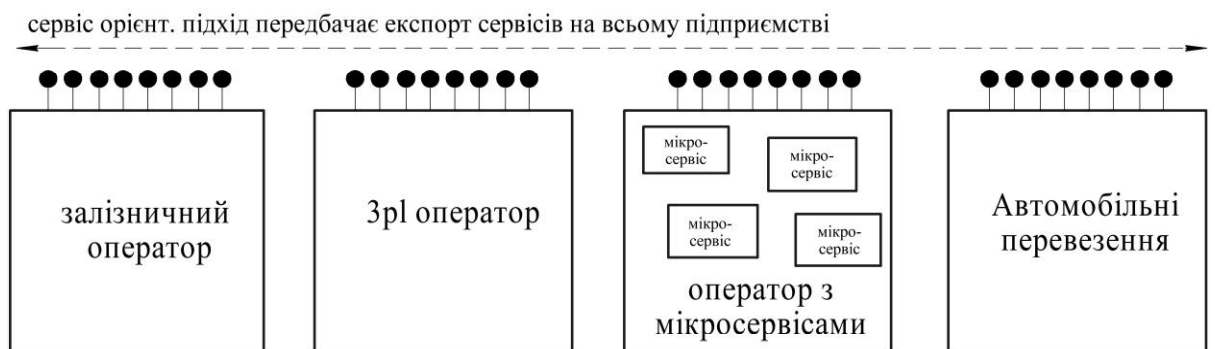 сервіс орієнт. підхід передбачає експорт сервісів на всьому підприємстві
залізничний
оператор
3pl оператор
мікро-
сервіс
мікро-
сервіс
мікро-
сервіс
мікро-
сервіс
оператор з
мікросервісами
Автомобільні
перевезення